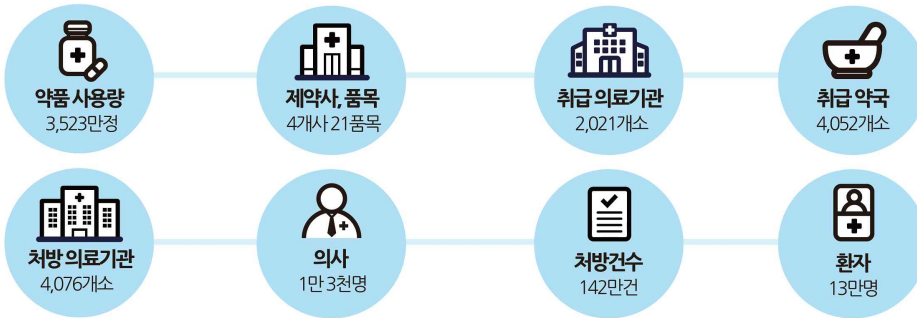 약품 사용량
3,523만정
제약사, 품목
4개사 21품목
취급 의료기관
2,021개소
취급 약국
4,052개소
처방 의료기관
4,076개소
의사
1만 3천명
처방건수
142만건
환자
13만명